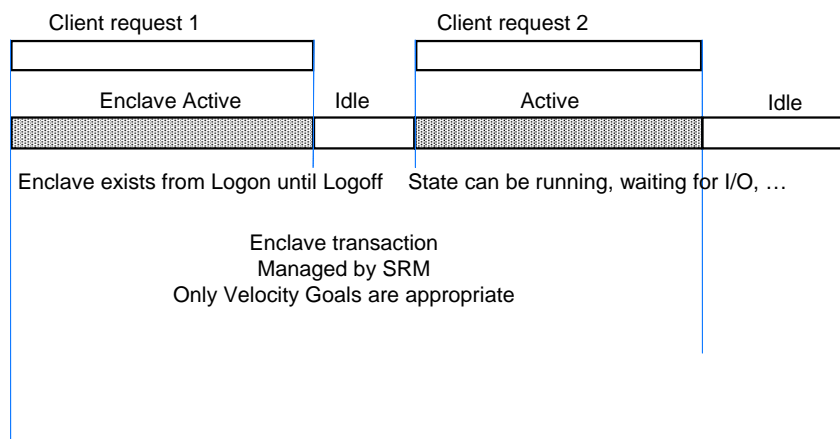 Client request 1 Client request 2
Enclave Active Idle Active Idle
Enclave exists from Logon until Logoff State can be running, waiting for I/O, …
Enclave transaction
Managed by SRM
Only Velocity Goals are appropriate